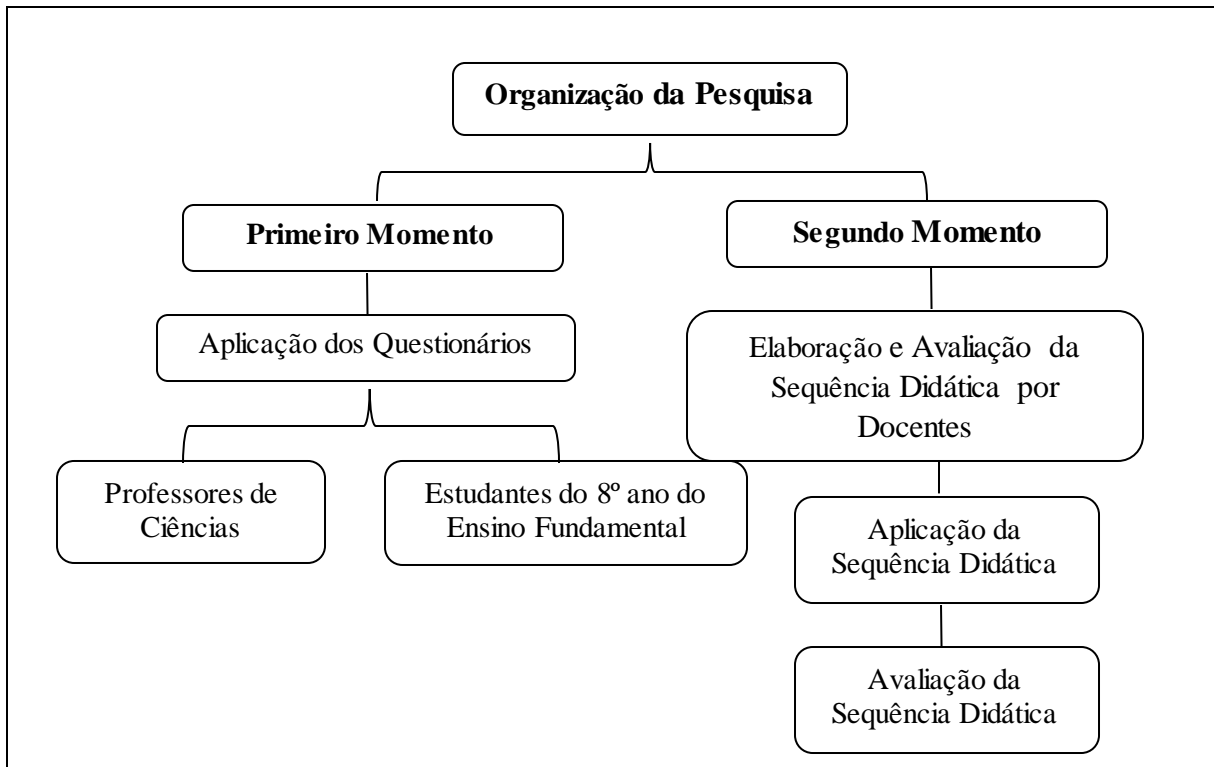 Organização da Pesquisa
Primeiro Momento
Segundo Momento
Aplicação dos Questionários
Elaboração e Avaliação da
Sequência Didática por
Docentes
Professores de
Ciências
Estudantes do 8º ano do
Ensino Fundamental
Aplicação da
Sequência Didática
Avaliação da
Sequência Didática